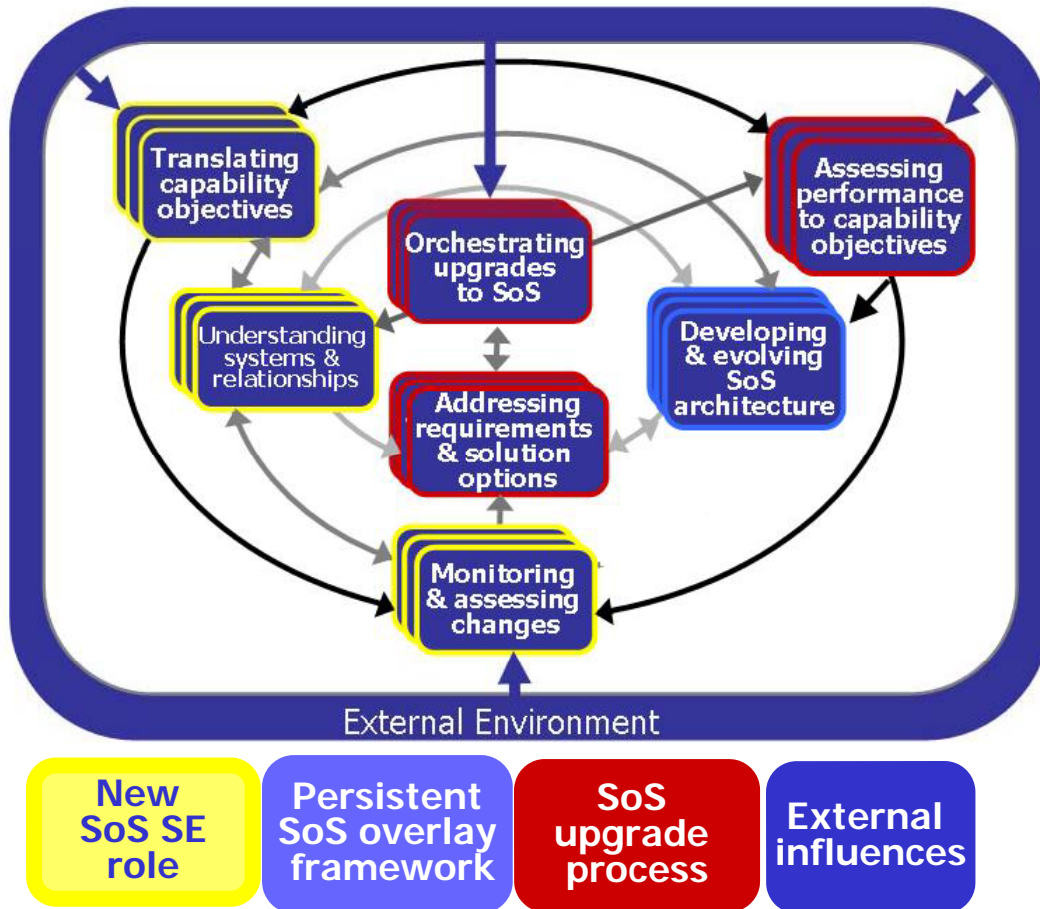 Translating
capability
objectives
Assessing
performance
to capability
objectives
Orchestrating
upgrades
to SoS
Understanding
systems &
relationships
Developing
& evolving
SoS
architecture
Addressing
requirements
& solution
options
Monitoring
& assessing
changes
External Environment
New
SoS SE
role
Persistent
SoS overlay
framework
SoS
upgrade
process
External
influences